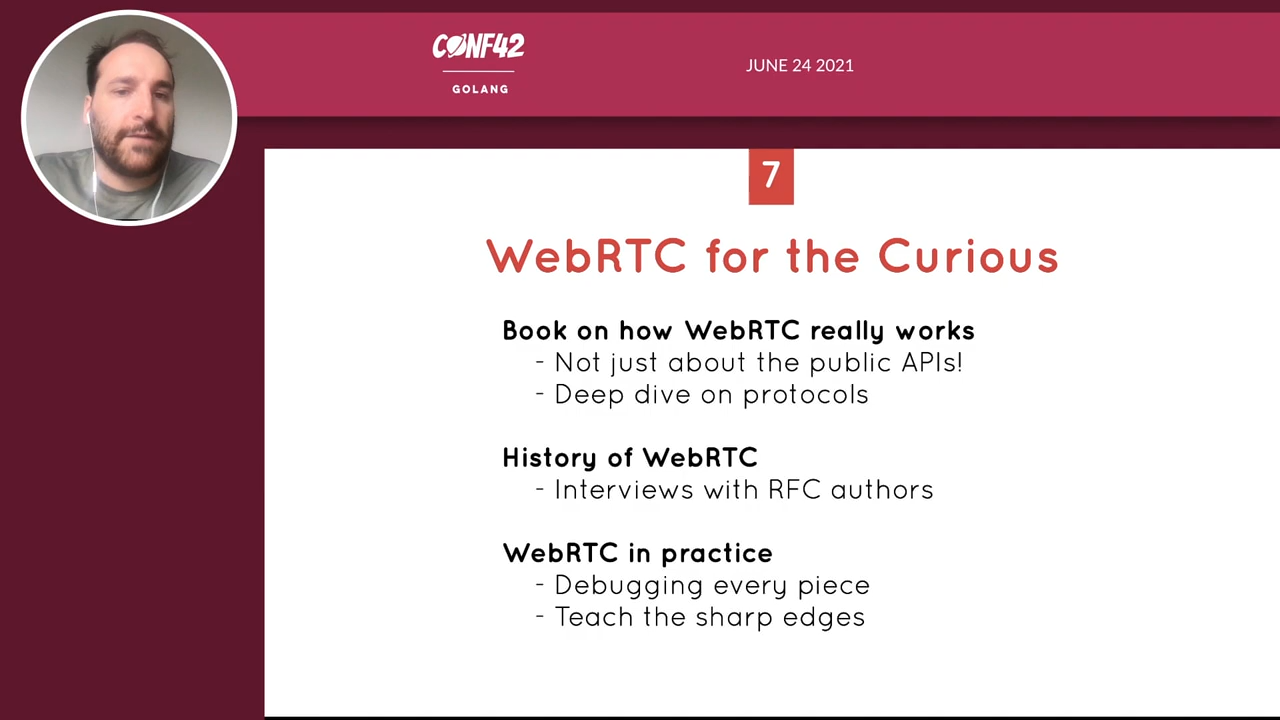 CONF42
GOLANG
JUNE 24 2021
7
WebRTC for the Curious
Book on how WebRTC really works
- Not just about the public APIs!
- Deep dive on protocols
History of WebRTC
- Interviews with RFC authors
WebRTC in practice
- Debugging every piece
- Teach the sharp edges